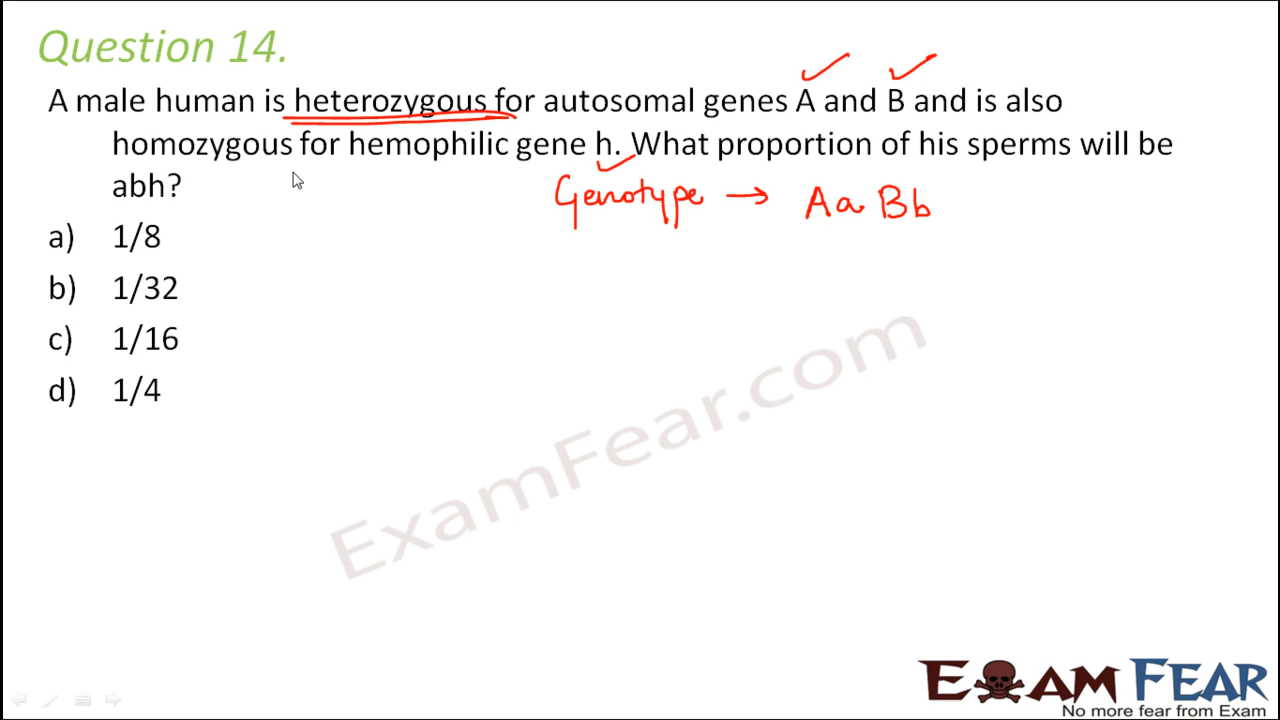 Question 14.
A male human is heterozygous for autosomal genes A and B and is also
homozygous for hemophilic gene h. What proportion of his sperms will be
abh?
Genotype → Aa Bb
a) 1/8
b) 1/32
c) 1/16
d) 1/4
ExamFear.com
EXAM FEAR
No more fear from Exam